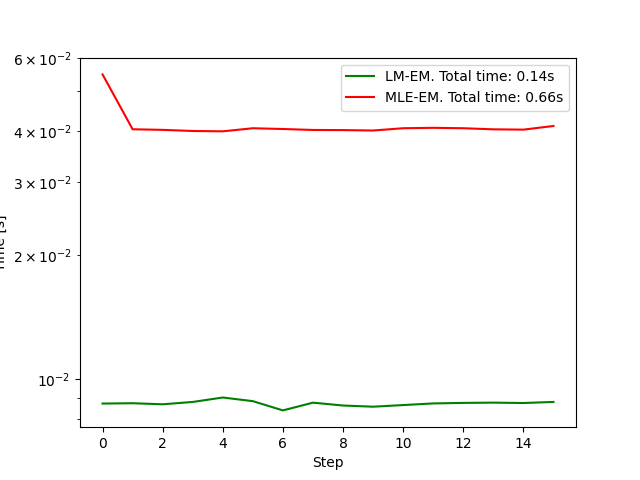 6 × 10⁻²
4 × 10⁻²
3 × 10⁻²
2 × 10⁻²
10⁻²
[s]
LM-EM. Total time: 0.14s
MLE-EM. Total time: 0.66s
0 2 4 6 8 10 12 14
Step